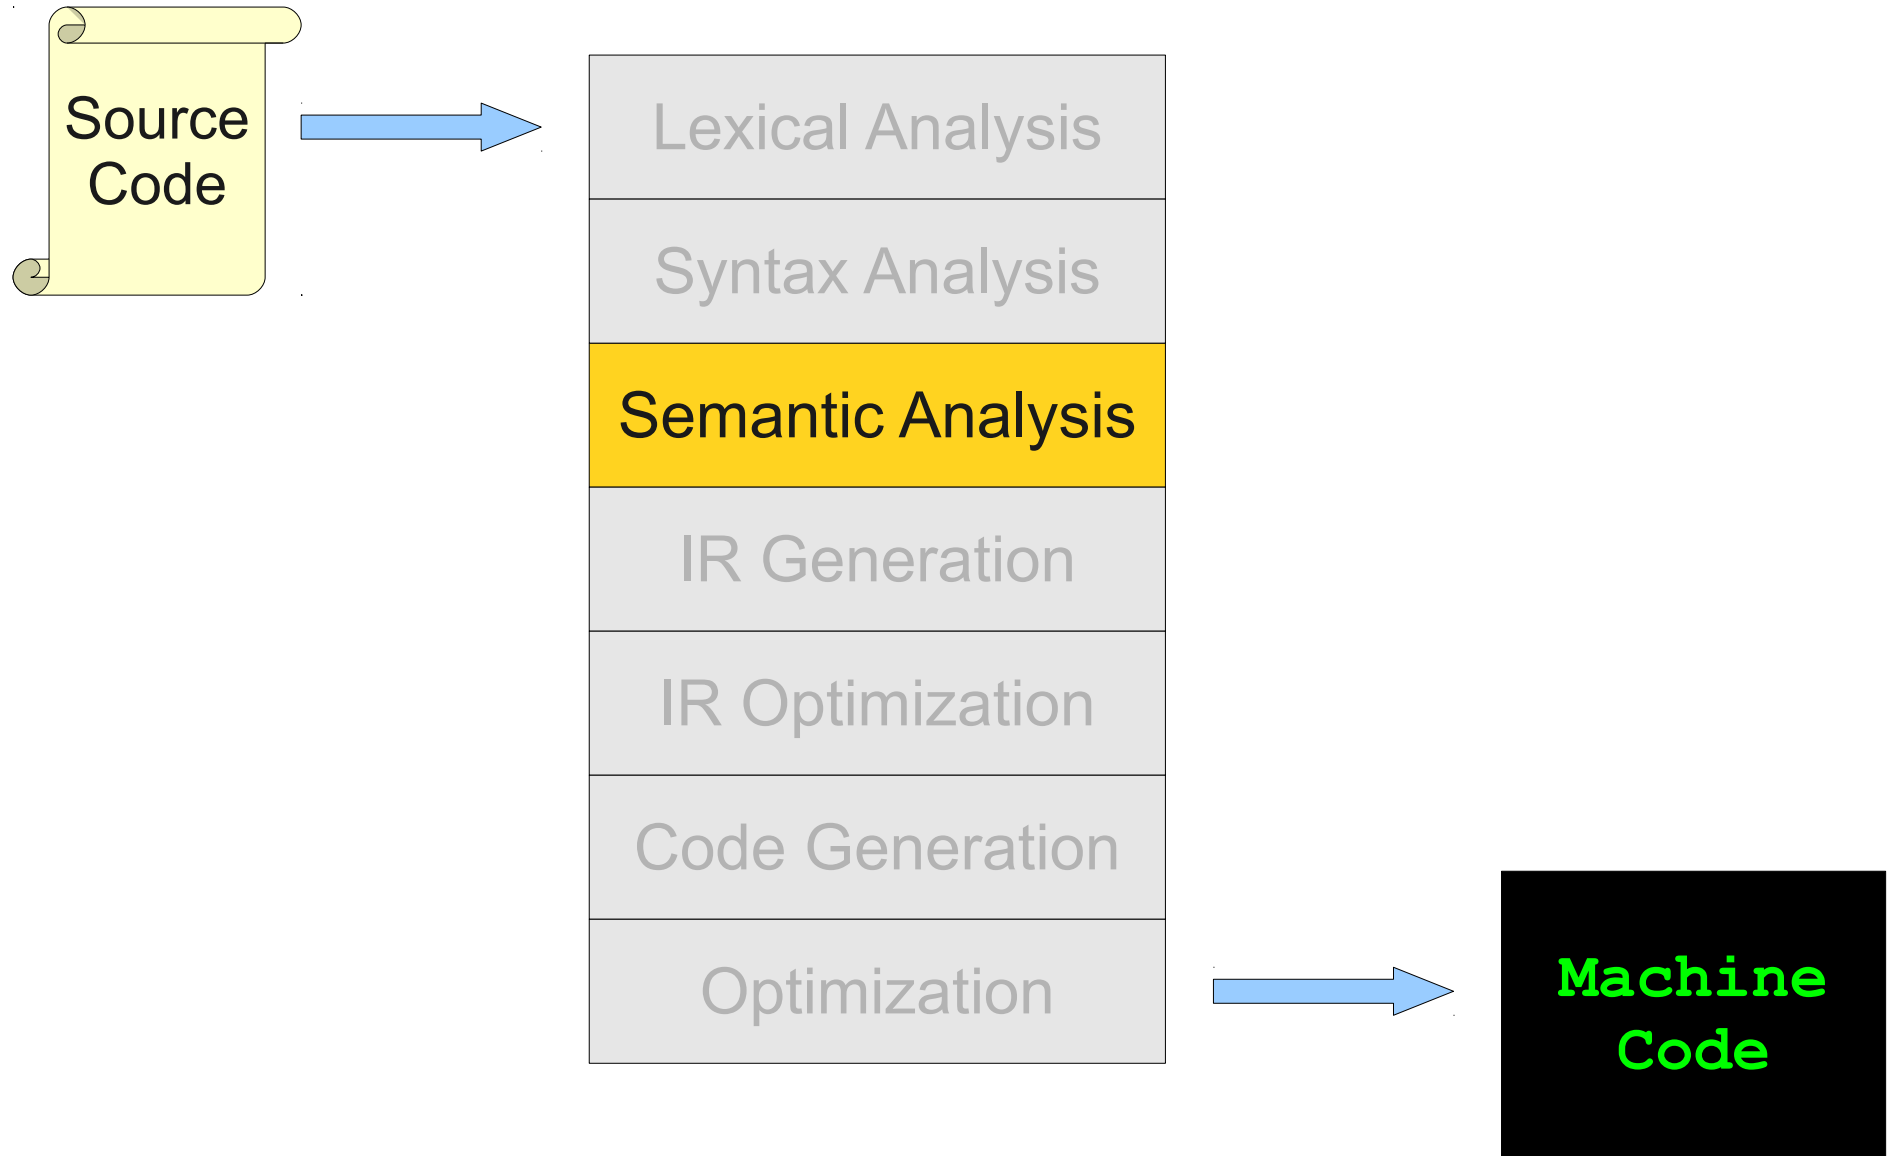 Source
Code
Lexical Analysis
Syntax Analysis
Semantic Analysis
IR Generation
IR Optimization
Code Generation
Optimization
Machine
Code